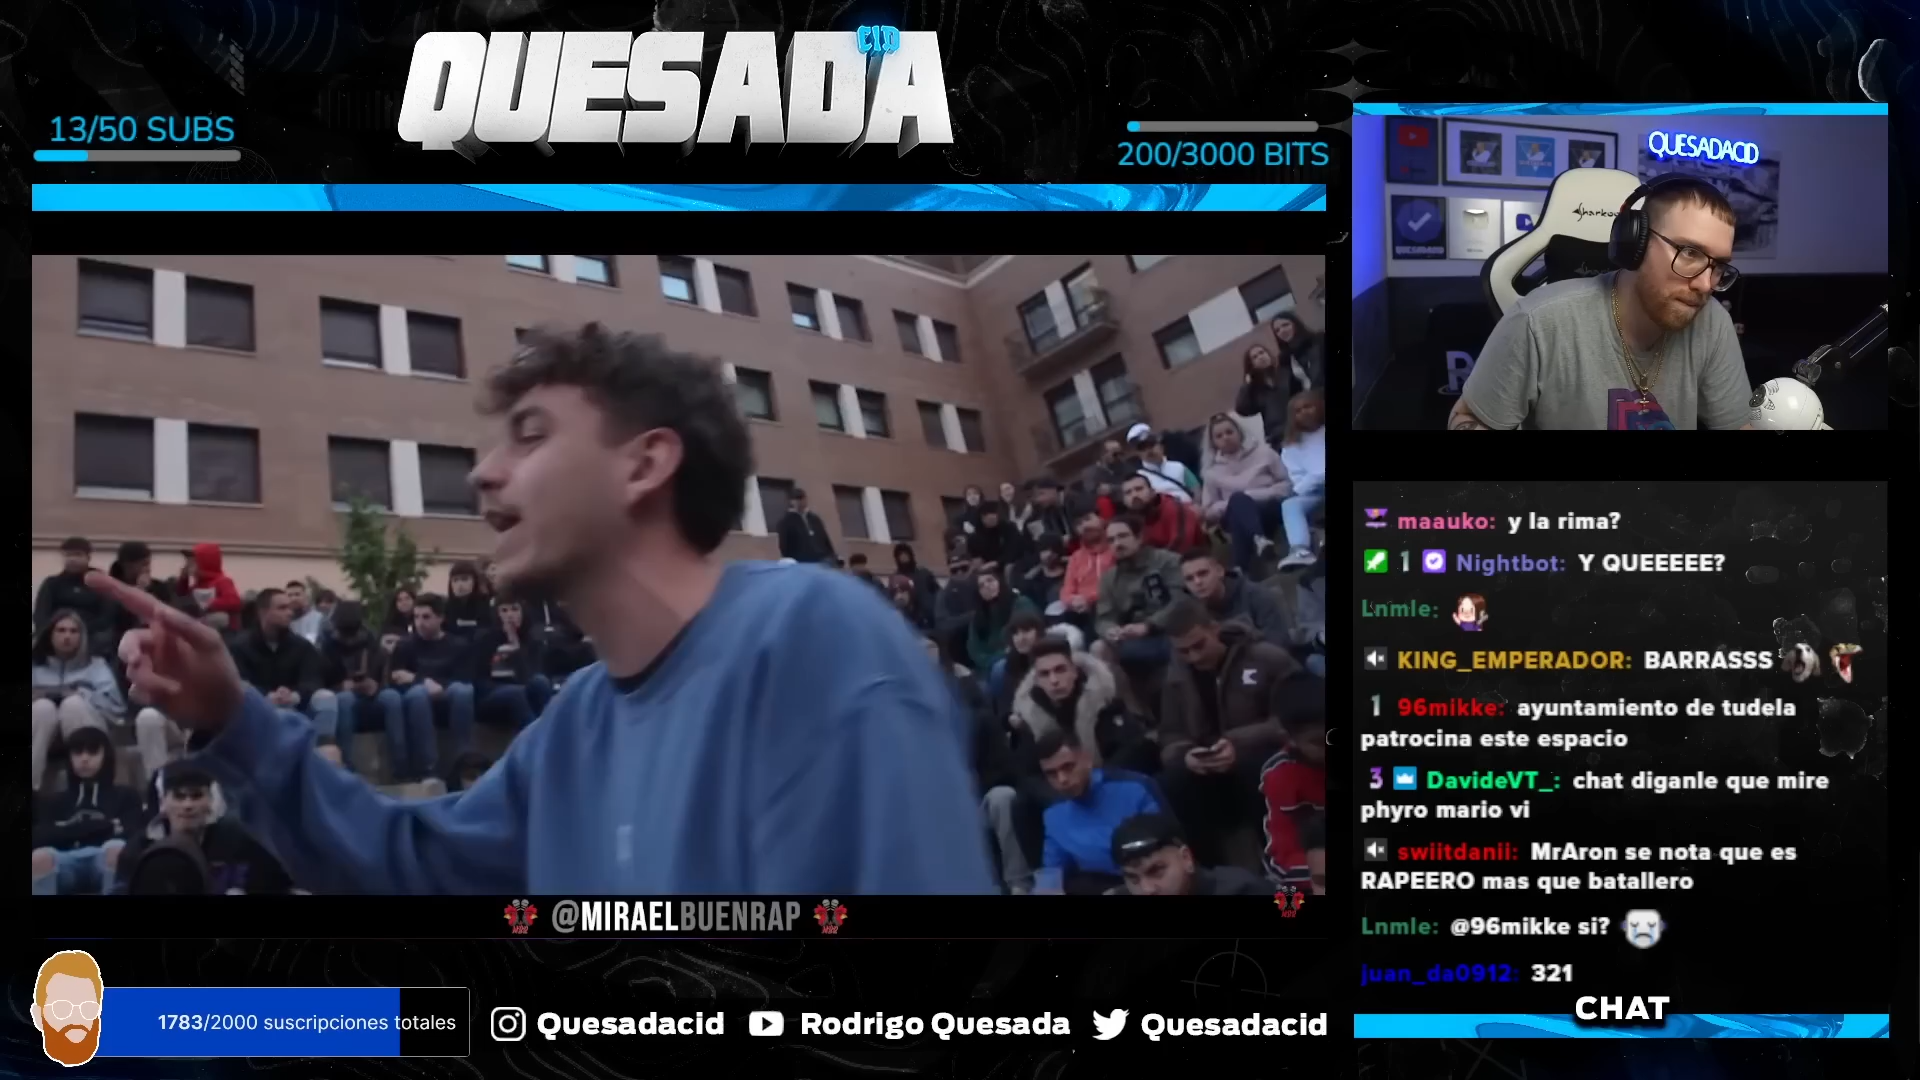 QUESADA
CID
13/50 SUBS
200/3000 BITS
QUESADACID
maauko: y la rima?
1 Nightbot: Y QUEEEEE?
Lnmle:
KING_EMPERADOR: BARRASSS
1 96mikke: ayuntamiento de tudela
patrocina este espacio
3 DavideVT_: chat diganle que mire
phyro mario vi
swiitdanii: MrAron se nota que es
RAPEERO mas que batallero
Lnmle: @96mikke si?
juan_da0912: 321
CHAT
@MIRAELBUENRAP
1783/2000 suscripciones totales
Quesadacid
Rodrigo Quesada
Quesadacid